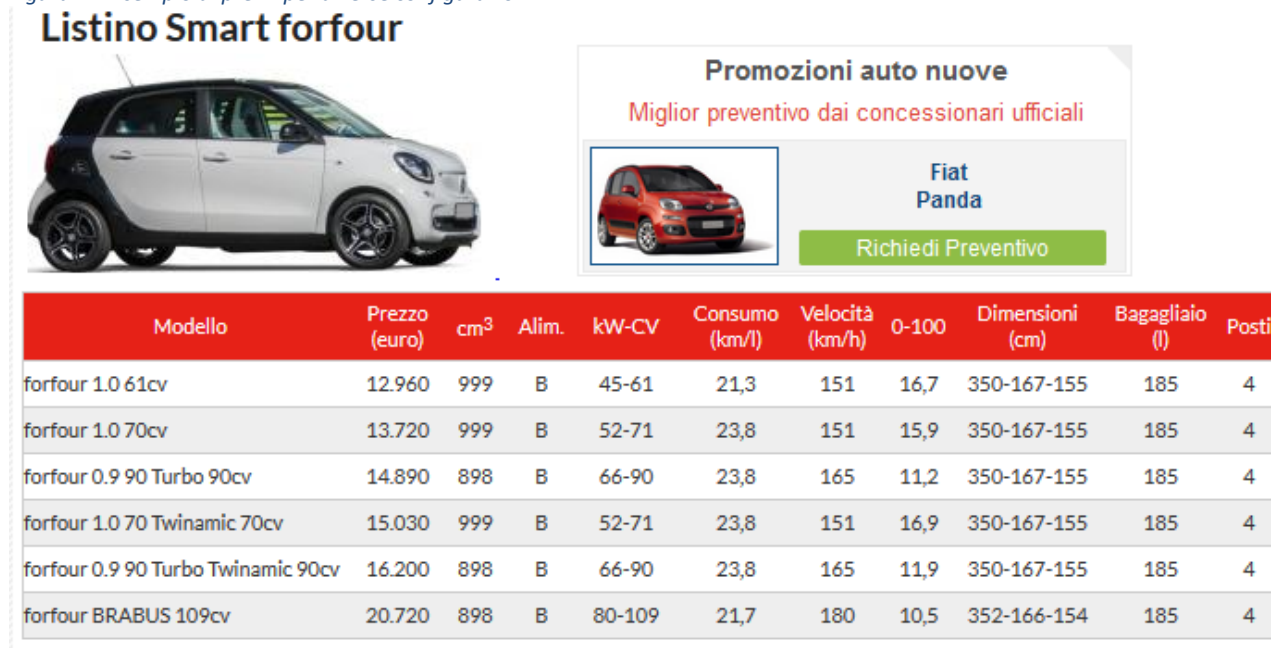 Listino Smart forfour
Promozioni auto nuove
Miglior preventivo dai concessionari ufficiali
Fiat
Panda
Richiedi Preventivo
Modello Prezzo (euro) cm3 Alim. kW-CV Consumo (km/l) Velocità (km/h) 0-100 Dimensioni (cm) Bagagliaio (l) Posti
forfour 1.0 61cv 12.960 999 B 45-61 21,3 151 16,7 350-167-155 185 4
forfour 1.0 70cv 13.720 999 B 52-71 23,8 151 15,9 350-167-155 185 4
forfour 0.9 90 Turbo 90cv 14.890 898 B 66-90 23,8 165 11,2 350-167-155 185 4
forfour 1.0 70 Twinamic 70cv 15.030 999 B 52-71 23,8 151 16,9 350-167-155 185 4
forfour 0.9 90 Turbo Twinamic 90cv 16.200 898 B 66-90 23,8 165 11,9 350-167-155 185 4
forfour BRABUS 109cv 20.720 898 B 80-109 21,7 180 10,5 352-166-154 185 4